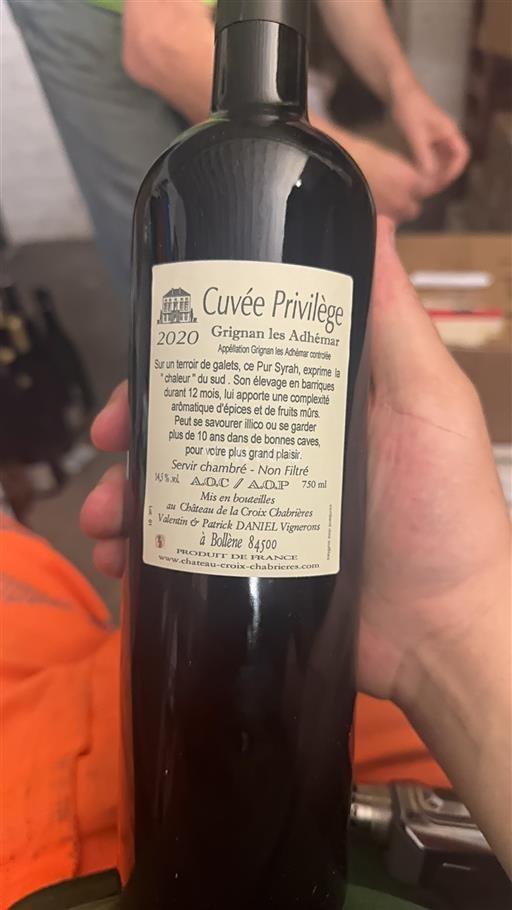 Cuvée Privilège
2020
Grignan les Adhémar
Appéllation Grignan les Adhémar controlée
Sur un terroir de galets, ce Pur Syrah, exprime la
" chaleur " du sud . Son élevage en barriques
durant 12 mois, lui apporte une complexité
arômatique d'épices et de fruits mûrs.
Peut se savourer illico ou se garder
plus de 10 ans dans de bonnes caves,
pour votre plus grand plaisir.
Servir chambré - Non Filtré
14,5 % vol. A.O.C / A.O.P 750 ml
Mis en bouteilles
au Château de la Croix Chabrières
Valentin & Patrick DANIEL Vignerons
à Bollène 84500
PRODUIT DE FRANCE
www.chateau-croix-chabrieres.com